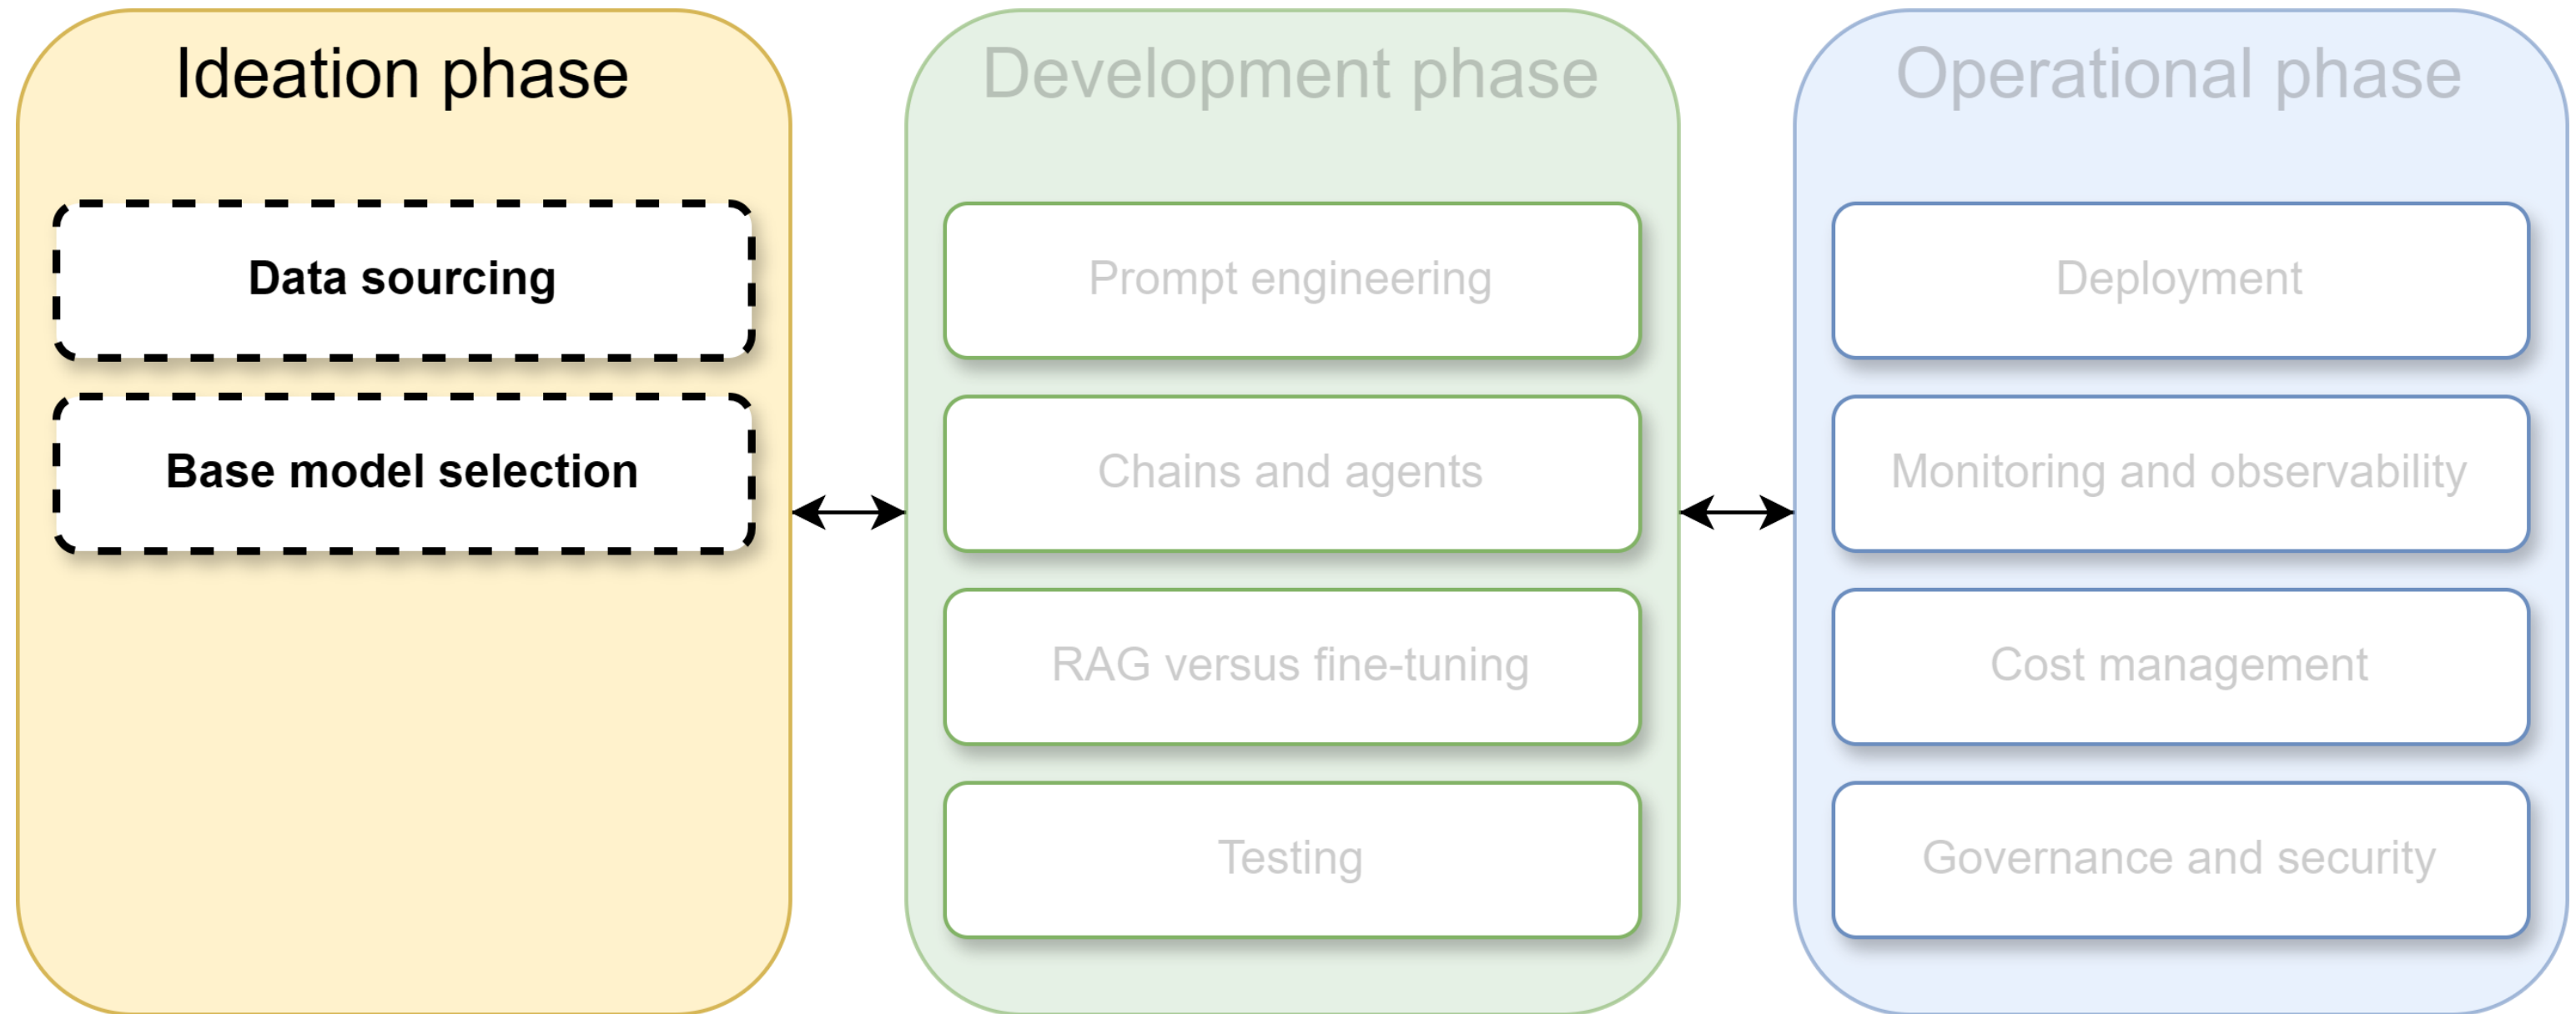 Ideation phase
Data sourcing
Base model selection
Development phase
Prompt engineering
Chains and agents
RAG versus fine-tuning
Testing
Operational phase
Deployment
Monitoring and observability
Cost management
Governance and security